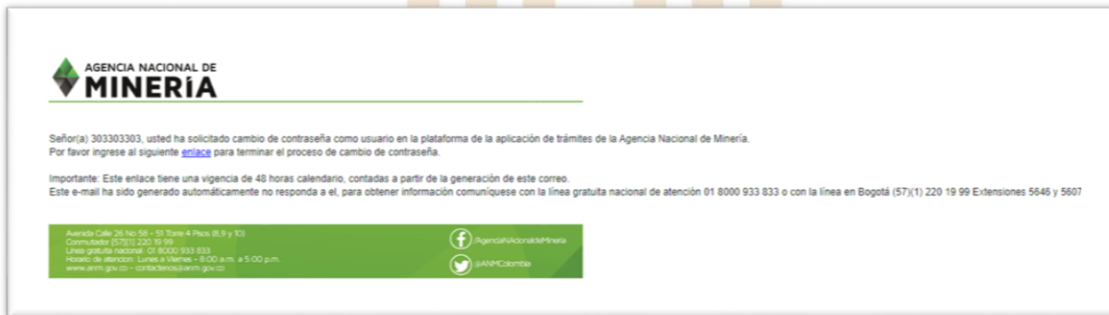 AGENCIA NACIONAL DE
MINERÍA
Señor(a) 303303303, usted ha solicitado cambio de contraseña como usuario en la plataforma de la aplicación de trámites de la Agencia Nacional de Minería.
Por favor ingrese al siguiente enlace para terminar el proceso de cambio de contraseña.
Importante: Este enlace tiene una vigencia de 48 horas calendario, contadas a partir de la generación de este correo.
Este e-mail ha sido generado automáticamente no responda a el, para obtener información comuníquese con la línea gratuita nacional de atención 01 8000 933 833 o con la línea en Bogotá (57)(1) 220 19 99 Extensiones 5646 y 5607
Avenida Calle 26 No 58 - 51 Torre 4 Pisos (8,9 y 10)
Conmutador [57][1] 220 19 99
Línea gratuita nacional: 01 8000 933 833
Horario de atencion: Lunes a Viernes - 8:00 a.m. a 5:00 p.m.
www.anm.gov.co - contactenos@anm.gov.co
/AgenciaNAcionaldeMineria
@ANMColombia